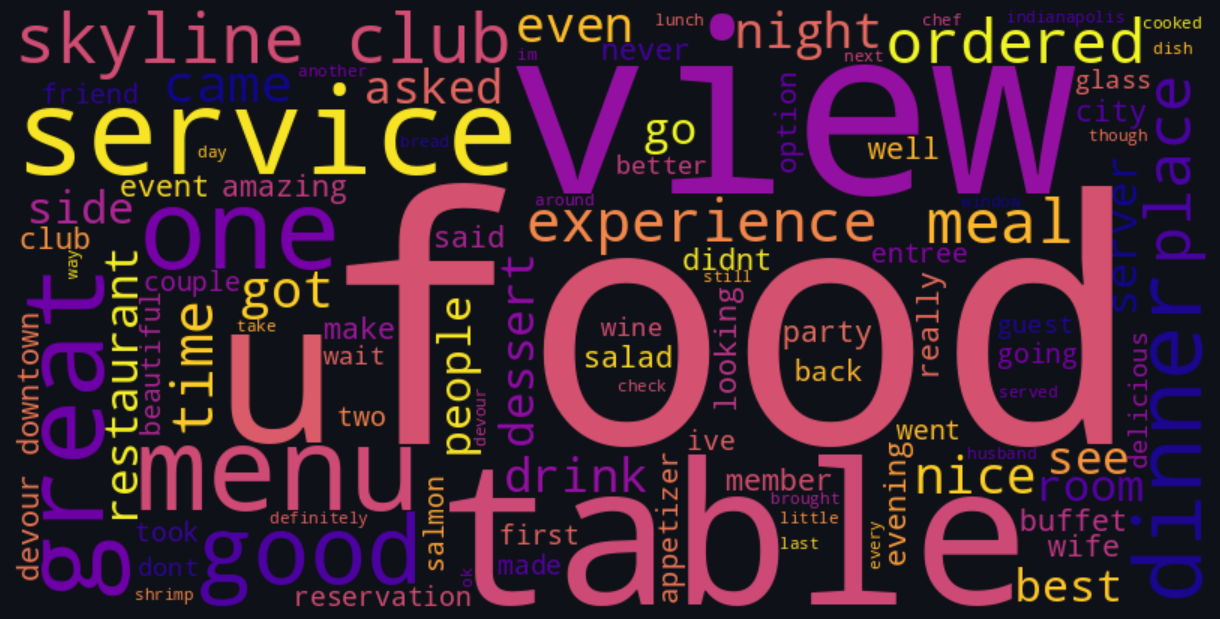 skyline club
even
lunch
night
chef
indianapolis
cooked
ordered
dish
im
never
next
another
friend
came
asked
view
option
glass
city
though
place
service
bread
day
go
well
better
event
amazing
side
one
around
window
server
club
way
said
experience
meal
food
didnt
still
entree
couple
got
great
restaurant
beautiful
time
take
make
wait
u
people
dessert
wine
salad
check
looking
party
back
really
guest
going
served
delicious
dinner
downtown
two
devour
ive
went
menu
drink
member
brought
husband
see
nice
room
devour
definitely
salmon
table
first
appetizer
little
last
every
evening
buffet
wife
took
good
dont
made
ok
shrimp
reservation
best